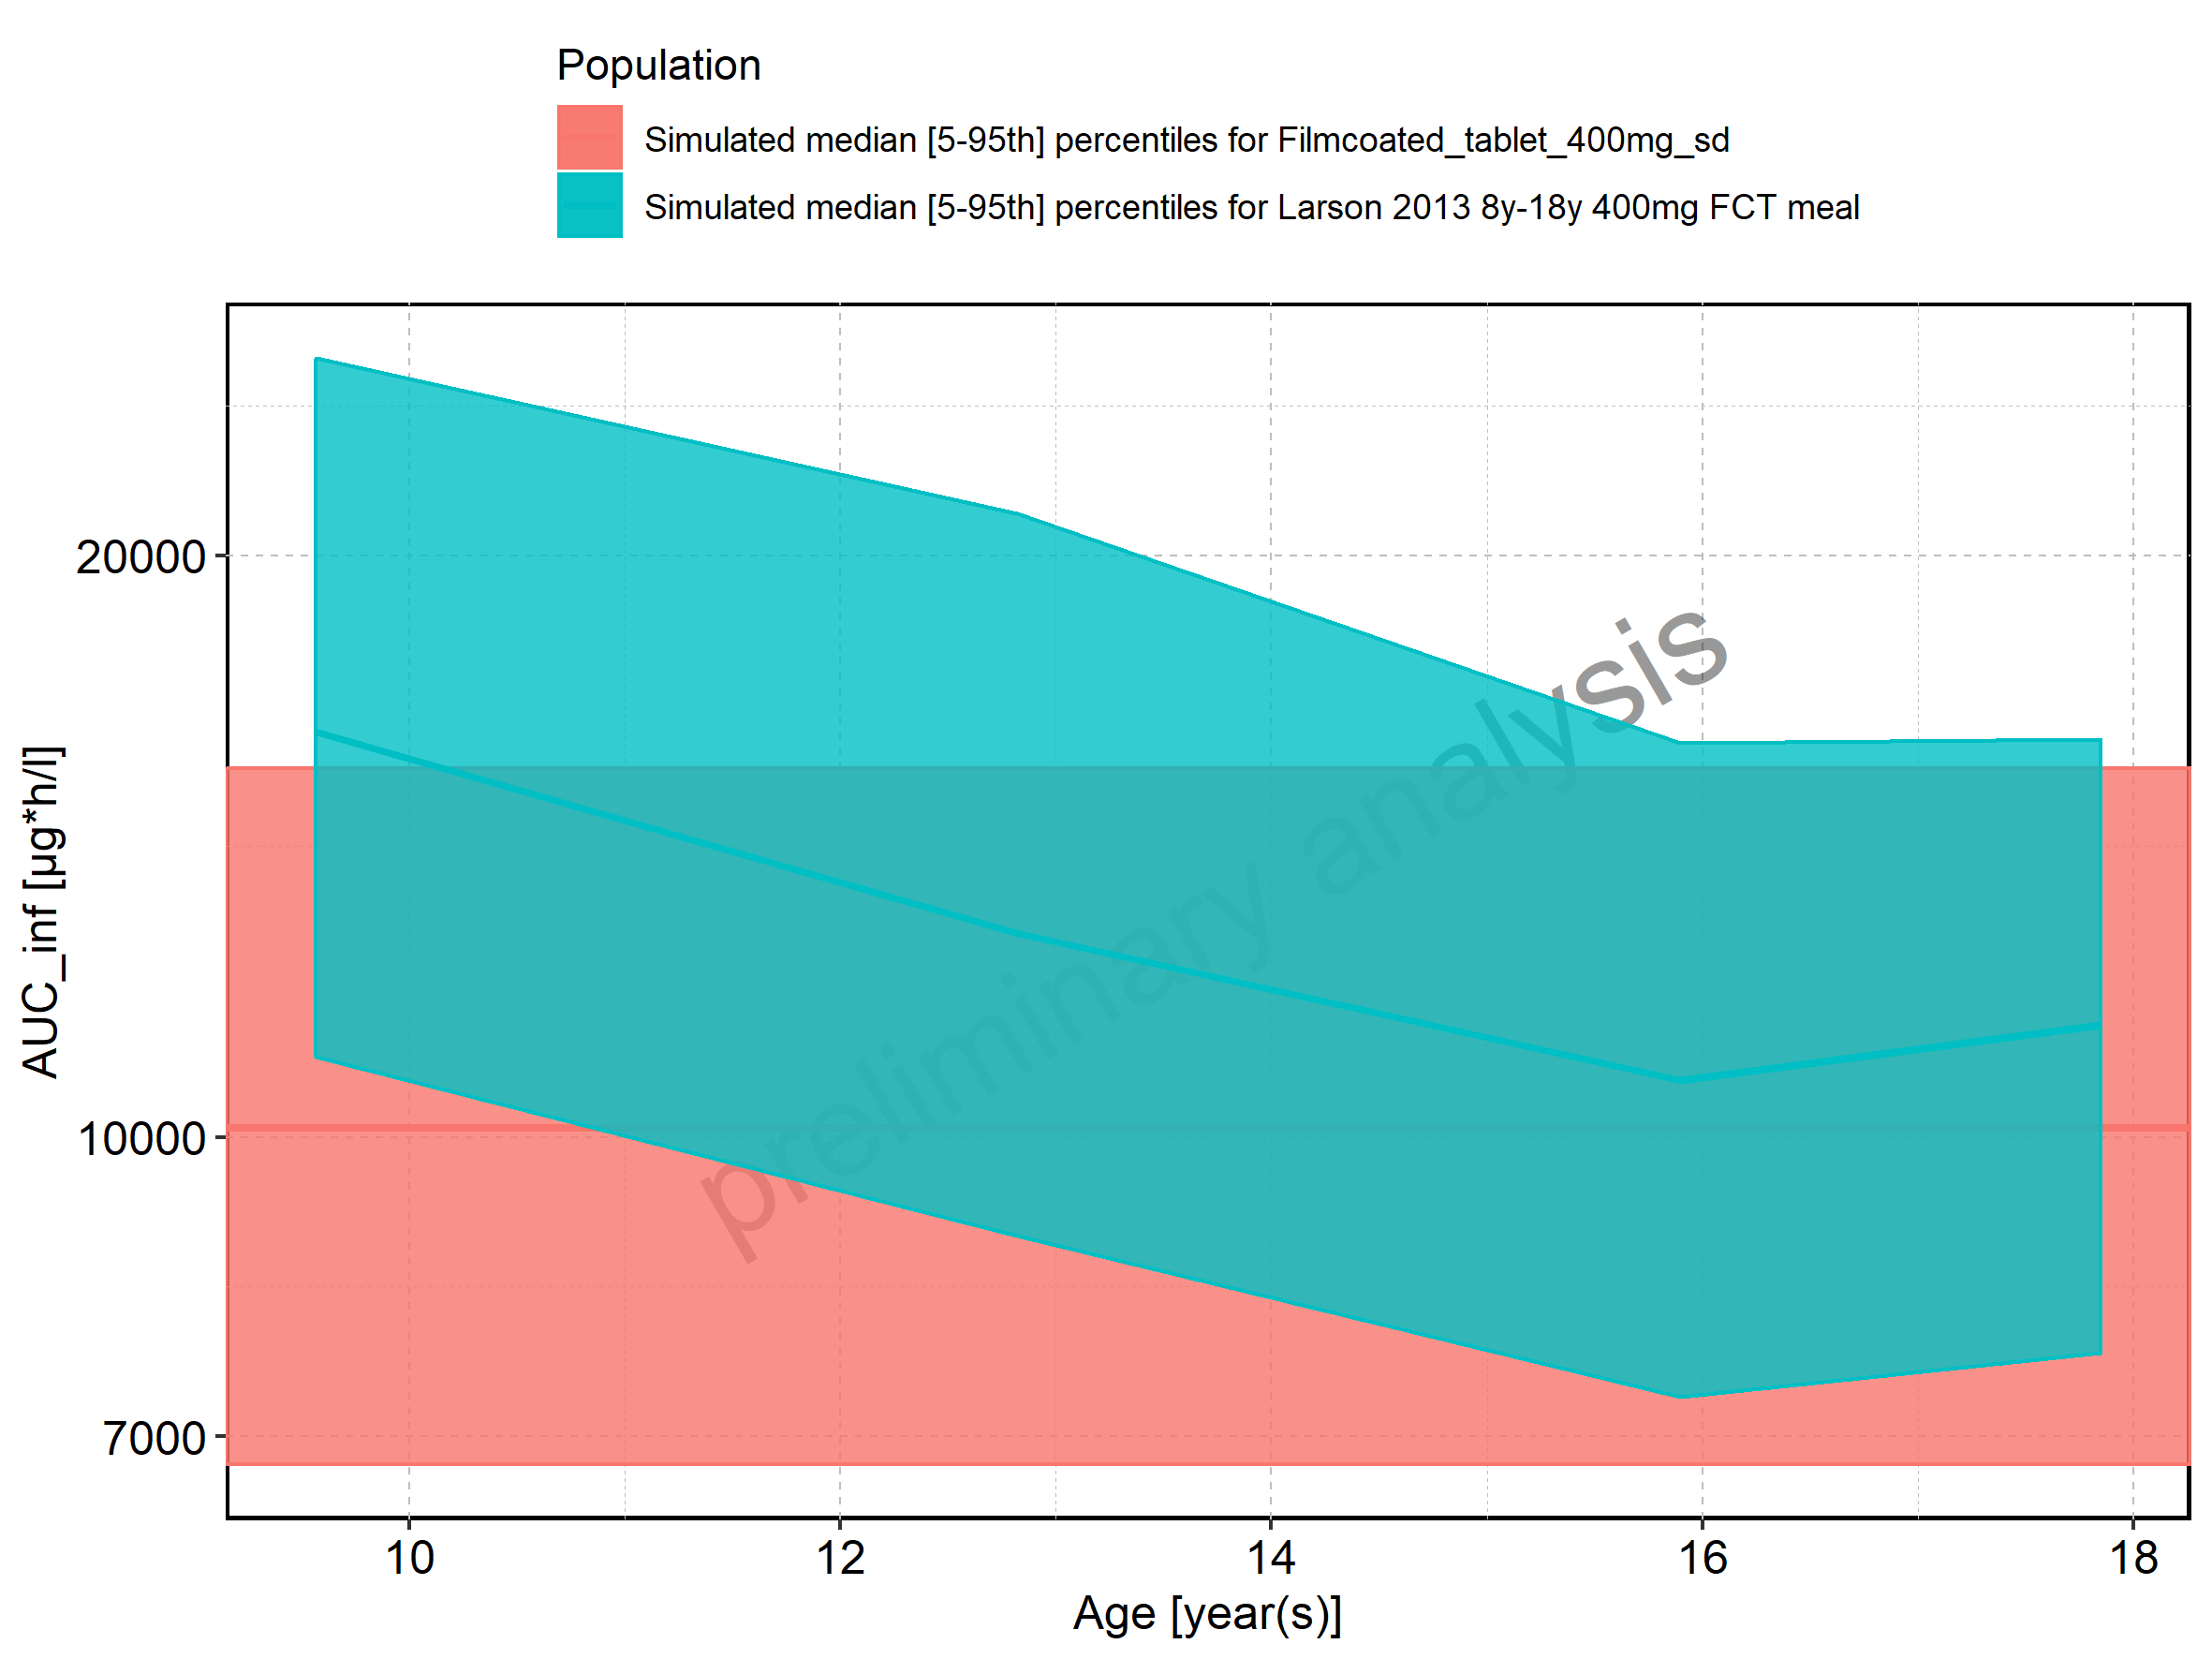 Population
Simulated median [5-95th] percentiles for Filmcoated_tablet_400mg_sd
Simulated median [5-95th] percentiles for Larson 2013 8y-18y 400mg FCT meal
20000
10000
7000
AUC_inf [µg*h/l]
preliminary analysis
10 12 14 16 18
Age [year(s)]